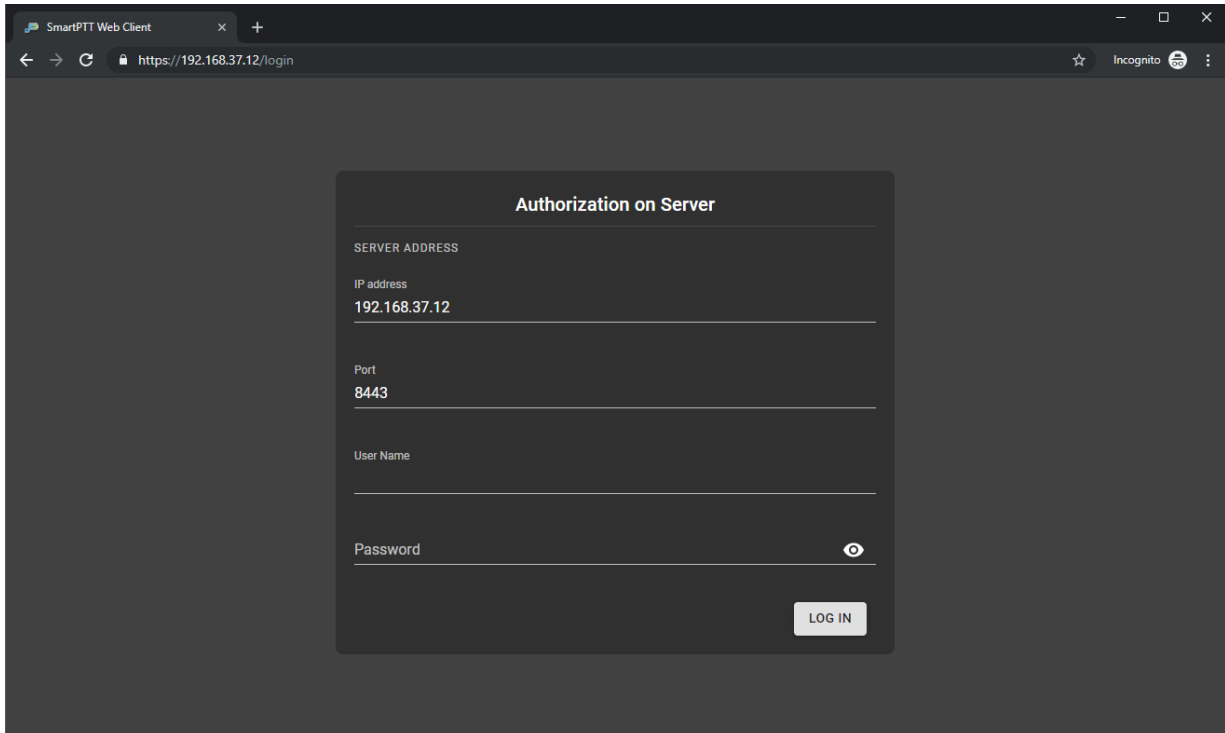 SmartPTT Web Client
https://192.168.37.12/login
Incognito
Authorization on Server
SERVER ADDRESS
IP address
192.168.37.12
Port
8443
User Name
Password
LOG IN